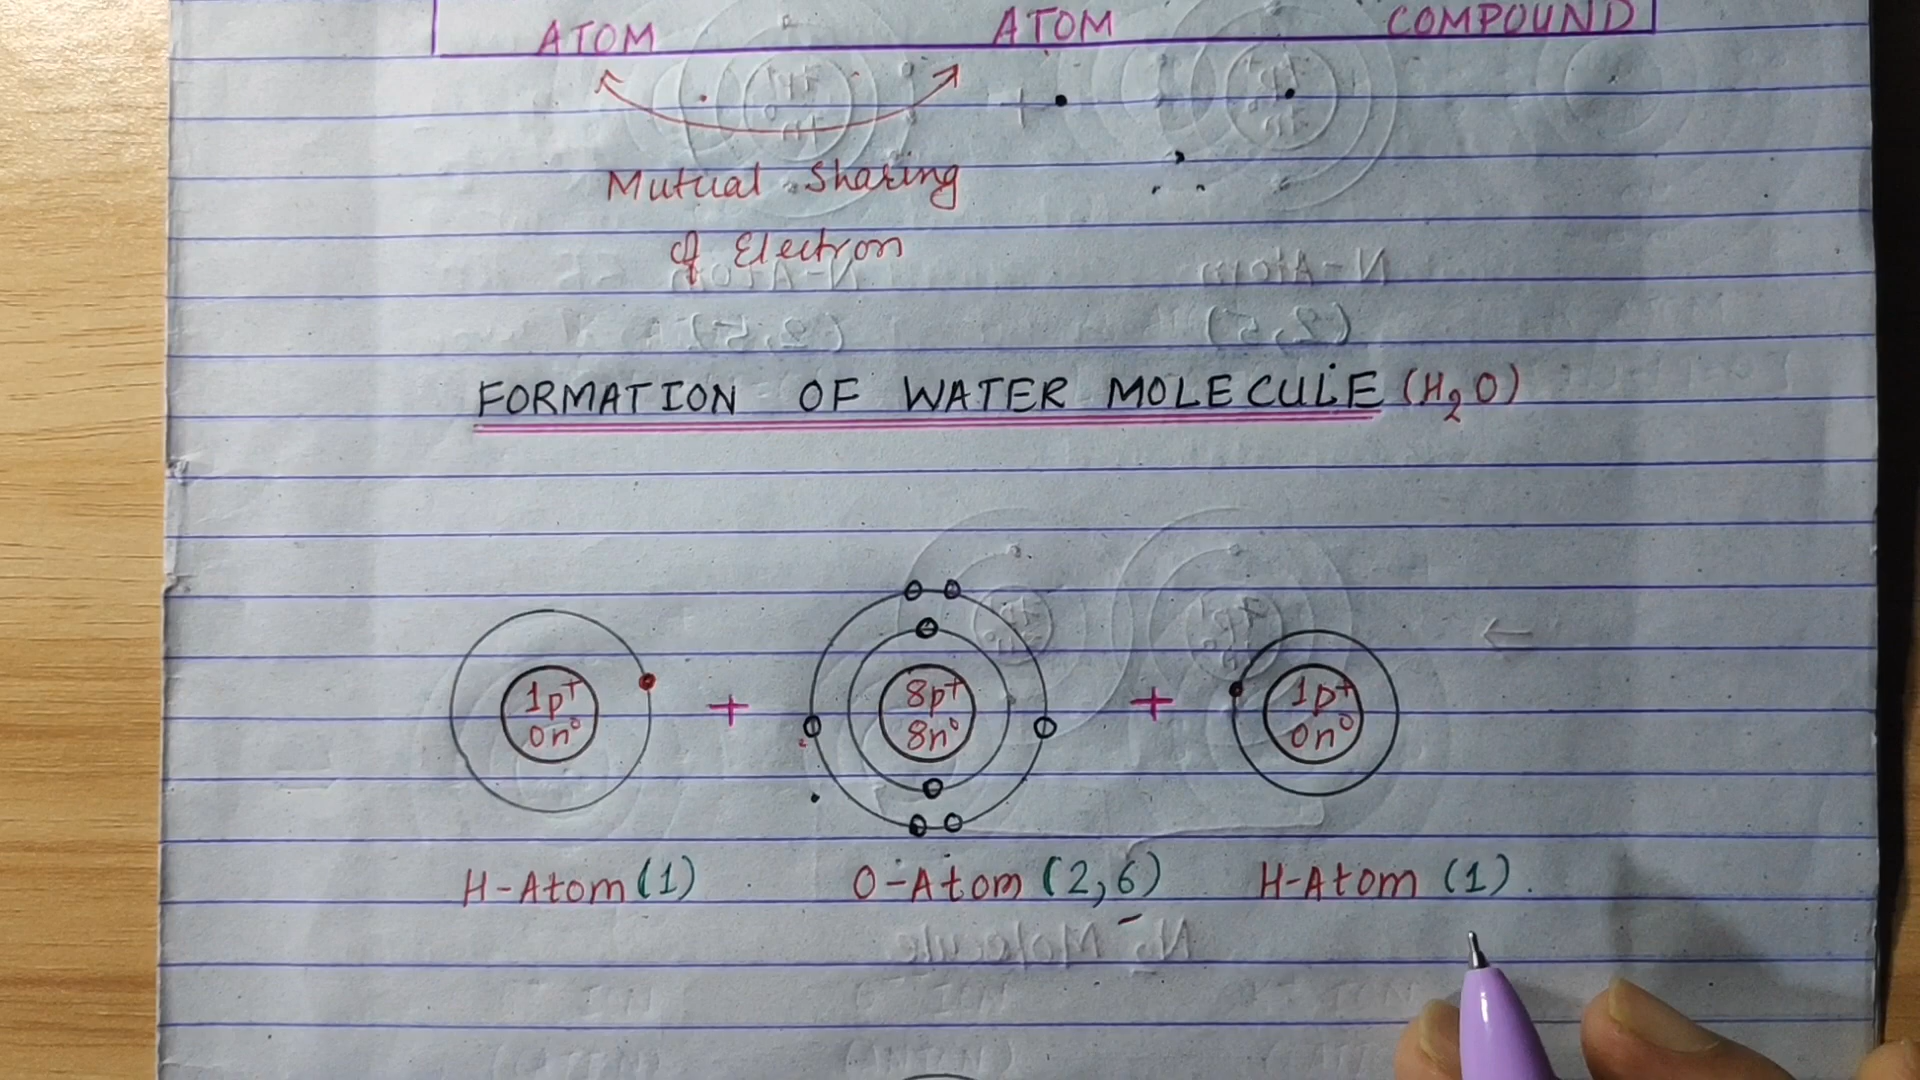 ATOM ATOM COMPOUND
Mutual Sharing
of Electron
FORMATION OF WATER MOLECULE (H₂O)
1p⁺ + 8p⁺ + 1p⁺
0n⁰ 8n⁰ 0n⁰
H-Atom (1) O-Atom (2,6) H-Atom (1).